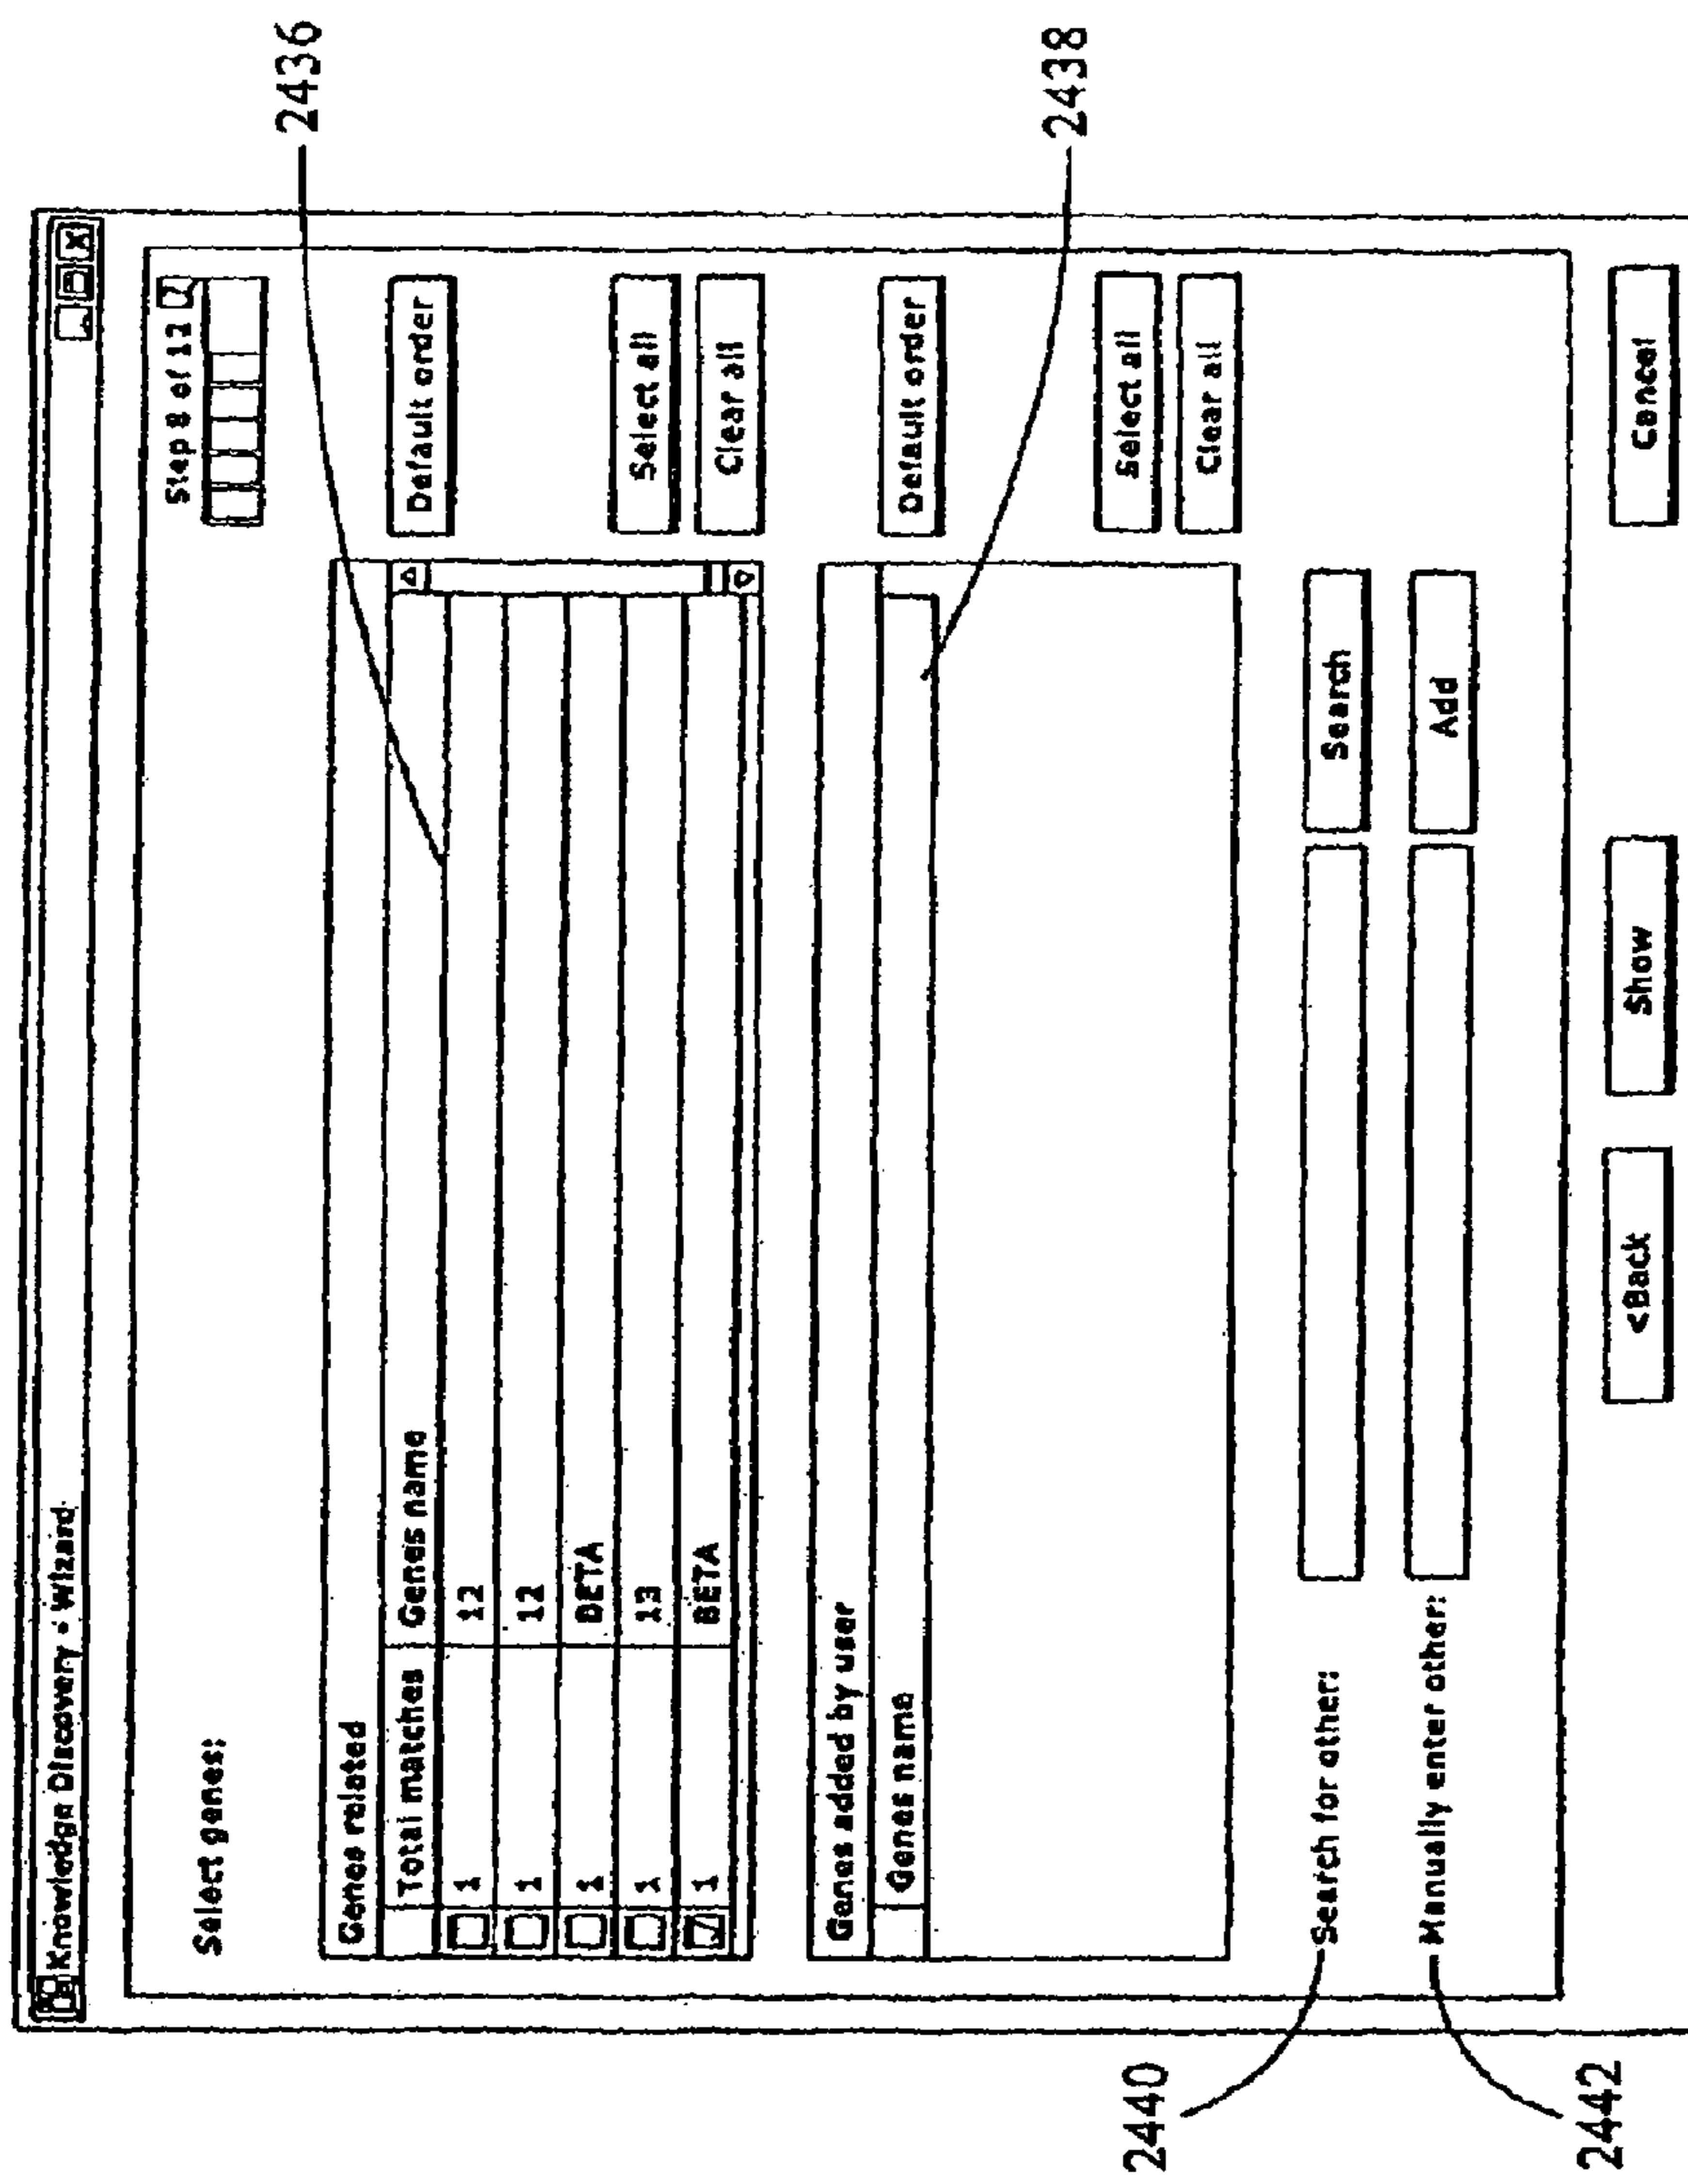 Knowledge Discovery - Wizard
Step 8 of 12
Select genes:
Genes related
Total matches Genes name
1 12
1 12
1 BETA
1 13
1 BETA
Default order
Select all
Clear all
2436
Genes added by user
Genes name
Default order
Select all
Clear all
2438
2440
Search for other:
Search
2442
Manually enter other:
Add
<Back
Show
Cancel